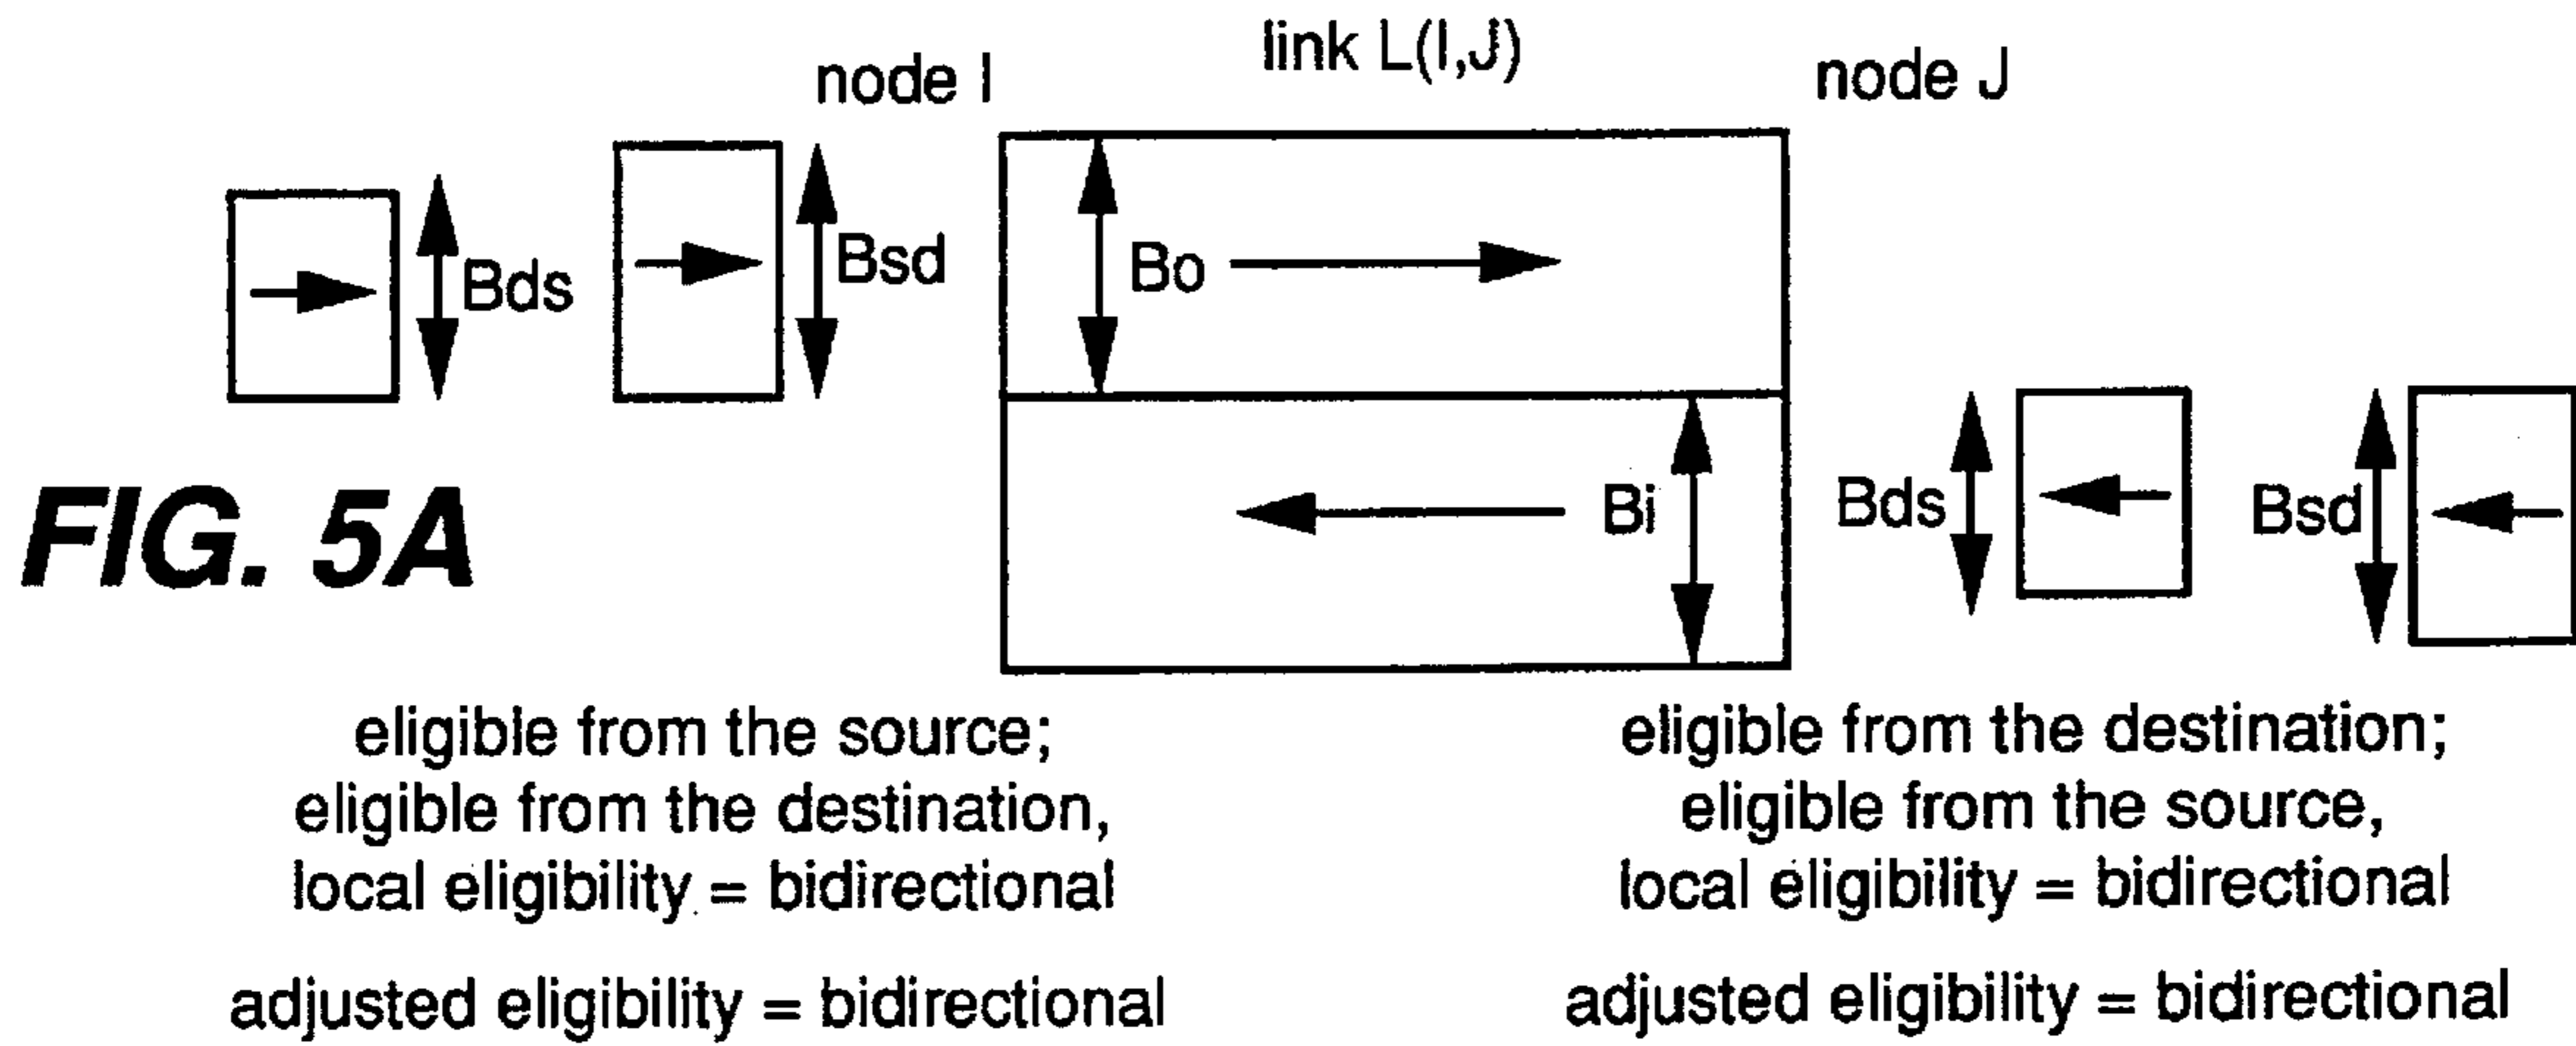 link L(I,J)
node I
node J
Bds
Bsd
Bo
Bi
Bds
Bsd
FIG. 5A
eligible from the source;
eligible from the destination,
local eligibility = bidirectional
adjusted eligibility = bidirectional
eligible from the destination;
eligible from the source,
local eligibility = bidirectional
adjusted eligibility = bidirectional